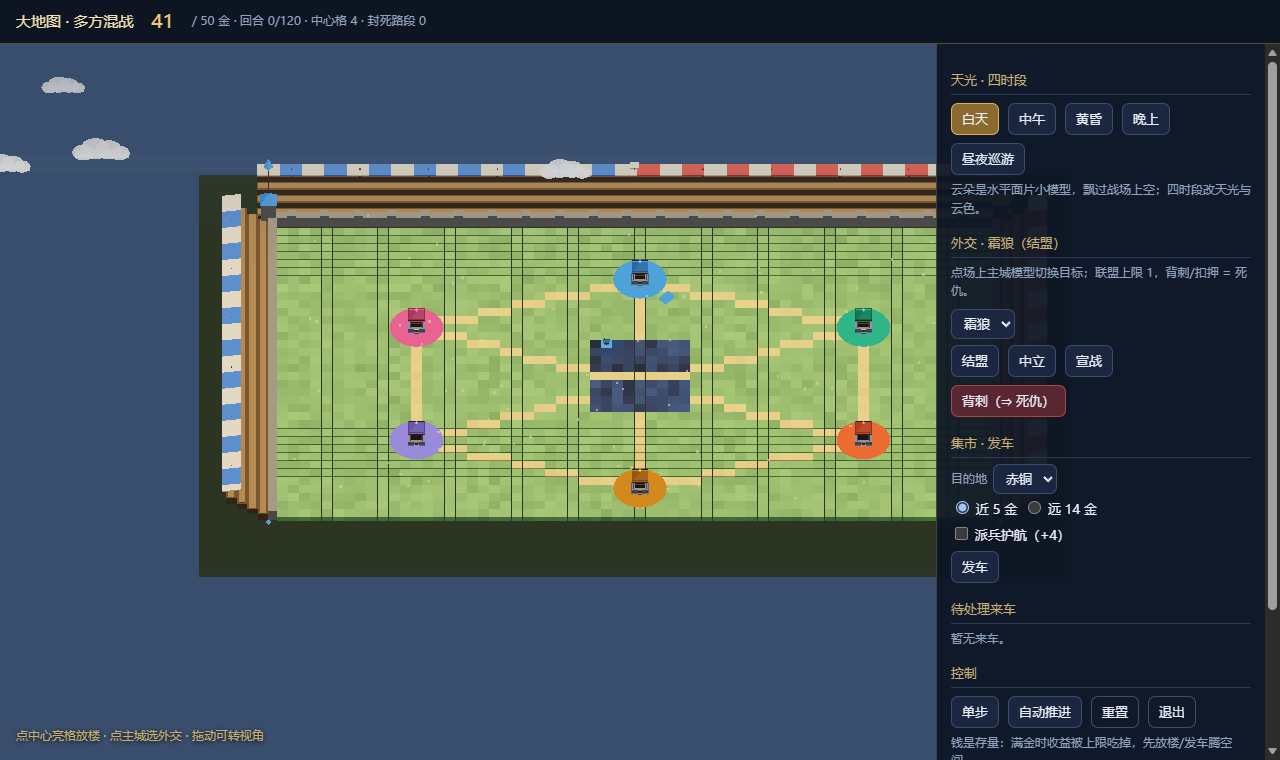 大地图 · 多方混战 41 / 50 金 · 回合 0/120 · 中心格 4 · 封死路段 0
天光 · 四时段
白天 中午 黄昏 晚上
昼夜巡游
云朵是水平面片小模型，飘过战场上空；四时段改天光与
云色。
外交 · 霜狼（结盟）
点场上主城模型切换目标；联盟上限 1，背刺/扣押 = 死
仇。
霜狼
结盟 中立 宣战
背刺（⇒ 死仇）
集市 · 发车
目的地 赤铜
近 5 金 远 14 金
派兵护航（+4）
发车
待处理来车
暂无来车。
控制
单步 自动推进 重置 退出
钱是存量：满金时收益被上限吃掉，先放楼/发车腾空
间
点中心亮格放楼 · 点主城选外交 · 拖动可转视角